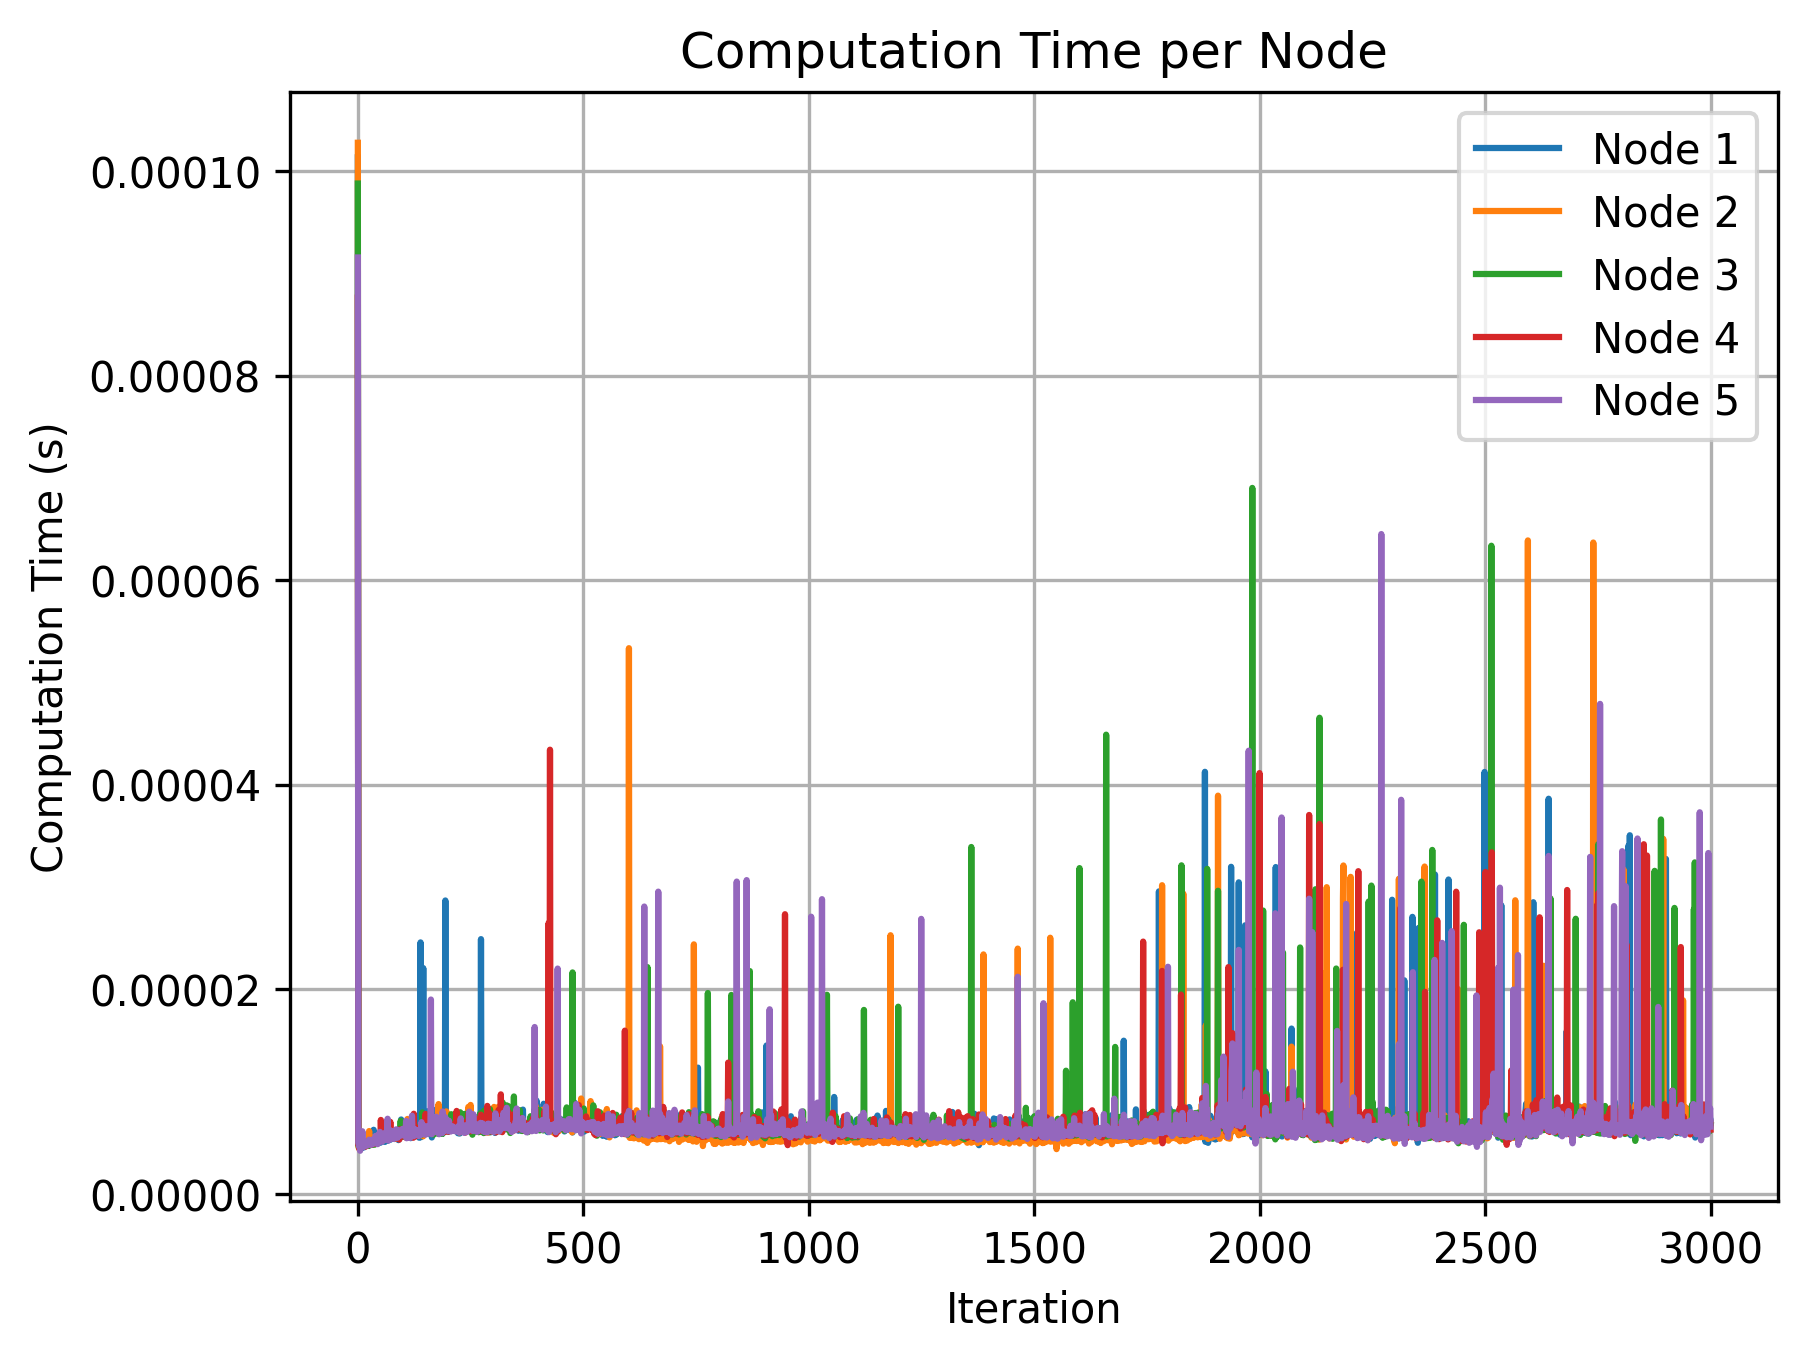 Computation Time per Node
Computation Time (s)
0.00010
0.00008
0.00006
0.00004
0.00002
0.00000
Node 1
Node 2
Node 3
Node 4
Node 5
0 500 1000 1500 2000 2500 3000
Iteration